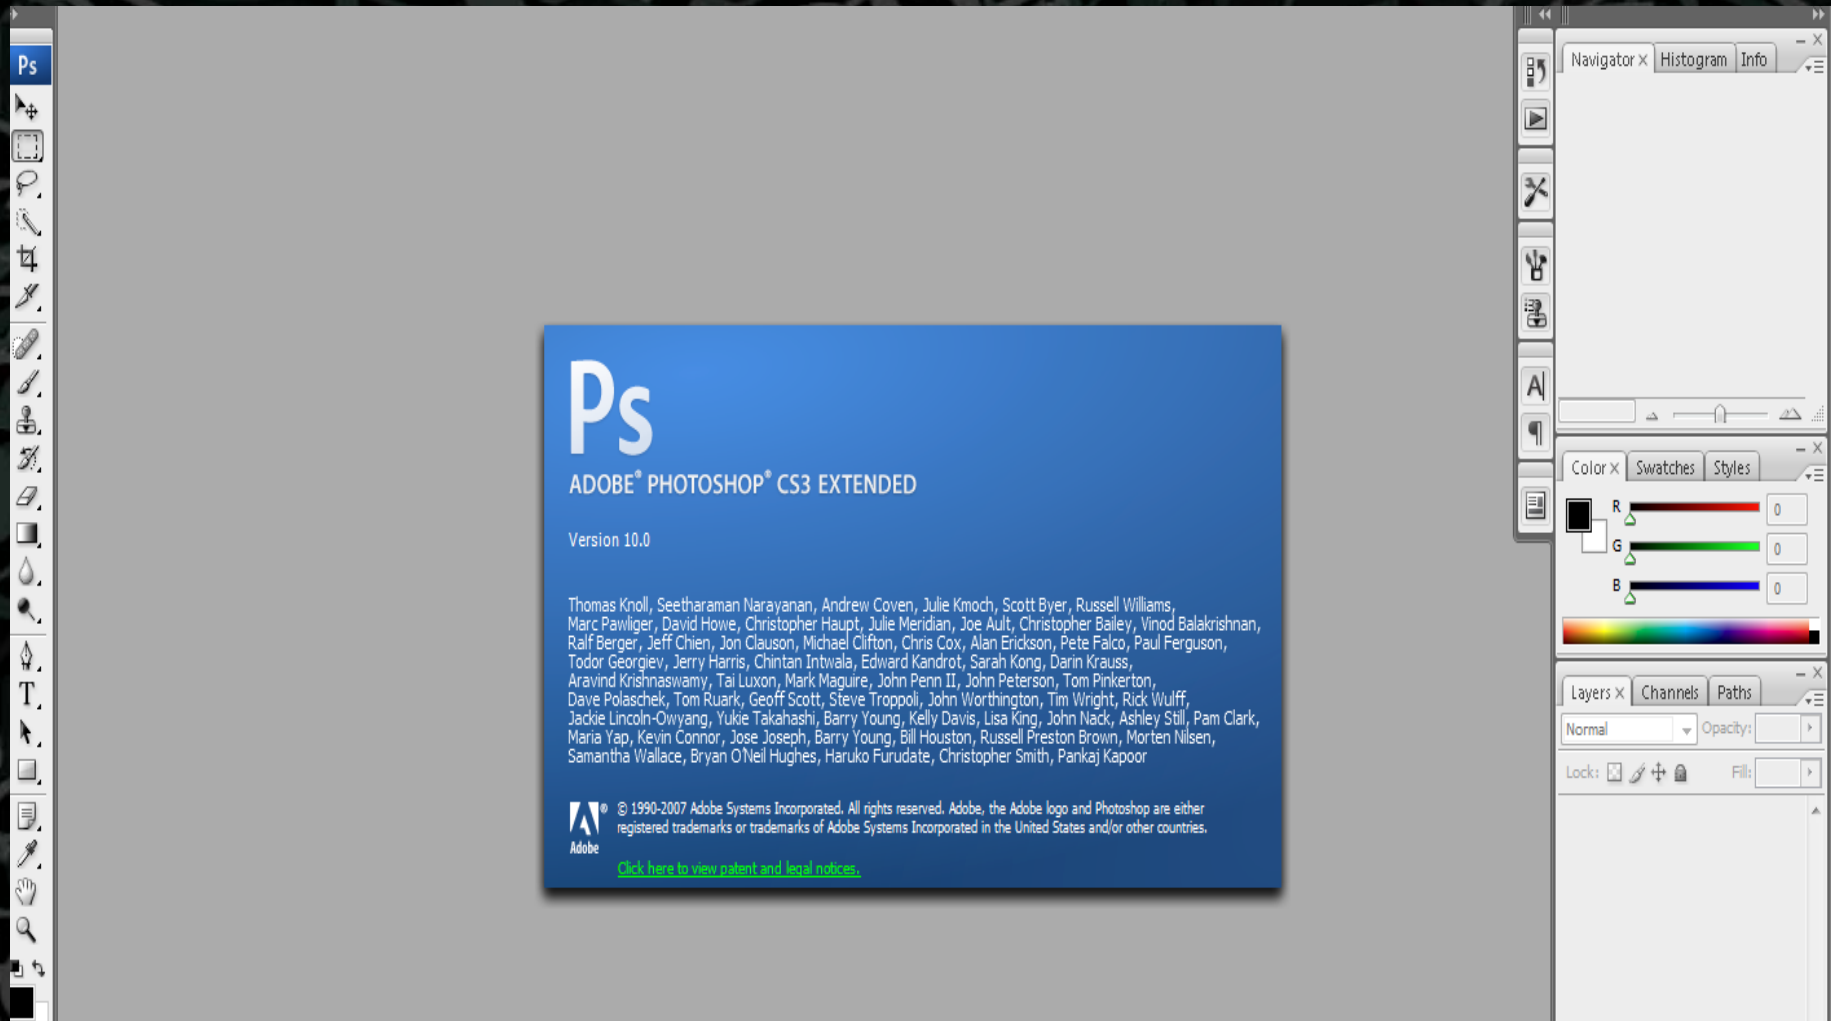 Ps
Navigator Histogram Info
Ps
ADOBE® PHOTOSHOP® CS3 EXTENDED
Version 10.0
Thomas Knoll, Seetharaman Narayanan, Andrew Coven, Julie Kmoch, Scott Byer, Russell Williams,
Marc Pawliger, David Howe, Christopher Haupt, Julie Meridian, Joe Ault, Christopher Bailey, Vinod Balakrishnan,
Ralf Berger, Jeff Chien, Jon Clauson, Michael Clifton, Chris Cox, Alan Erickson, Pete Falco, Paul Ferguson,
Todor Georgiev, Jerry Harris, Chintan Intwala, Edward Kandrot, Sarah Kong, Darin Krauss,
Aravind Krishnaswamy, Tai Luxon, Mark Maguire, John Penn II, John Peterson, Tom Pinkerton,
Dave Polaschek, Tom Ruark, Geoff Scott, Steve Troppoli, John Worthington, Tim Wright, Rick Wulff,
Jackie Lincoln-Owyang, Yukie Takahashi, Barry Young, Kelly Davis, Lisa King, John Nack, Ashley Still, Pam Clark,
Maria Yap, Kevin Connor, Jose Joseph, Barry Young, Bill Houston, Russell Preston Brown, Morten Nilsen,
Samantha Wallace, Bryan O'Neil Hughes, Haruko Furudate, Christopher Smith, Pankaj Kapoor
© 1990-2007 Adobe Systems Incorporated. All rights reserved. Adobe, the Adobe logo and Photoshop are either
registered trademarks or trademarks of Adobe Systems Incorporated in the United States and/or other countries.
Adobe®
Click here to view patent and legal notices.
Color Swatches Styles
R 0
G 0
B 0
Layers Channels Paths
Normal Opacity:
Lock: Fill: